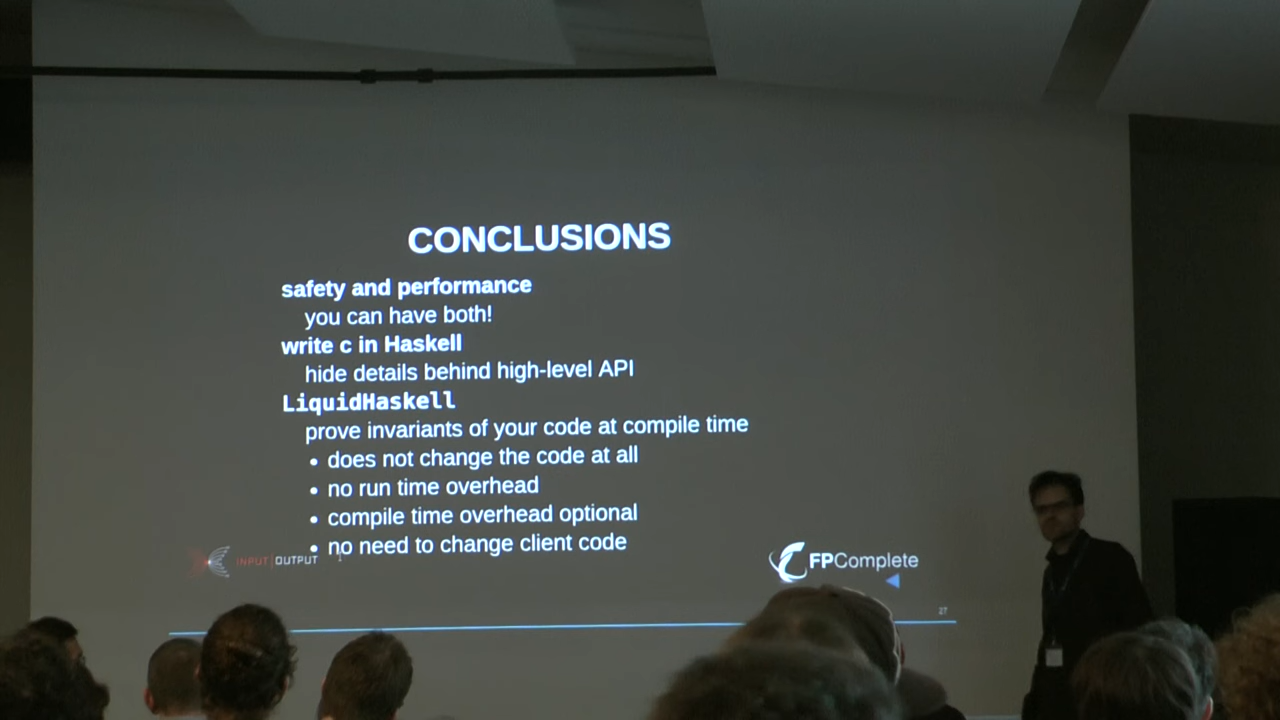 CONCLUSIONS
safety and performance
you can have both!
write c in Haskell
hide details behind high-level API
LiquidHaskell
prove invariants of your code at compile time
• does not change the code at all
• no run time overhead
• compile time overhead optional
• no need to change client code
INPUT|OUTPUT
FPComplete
27